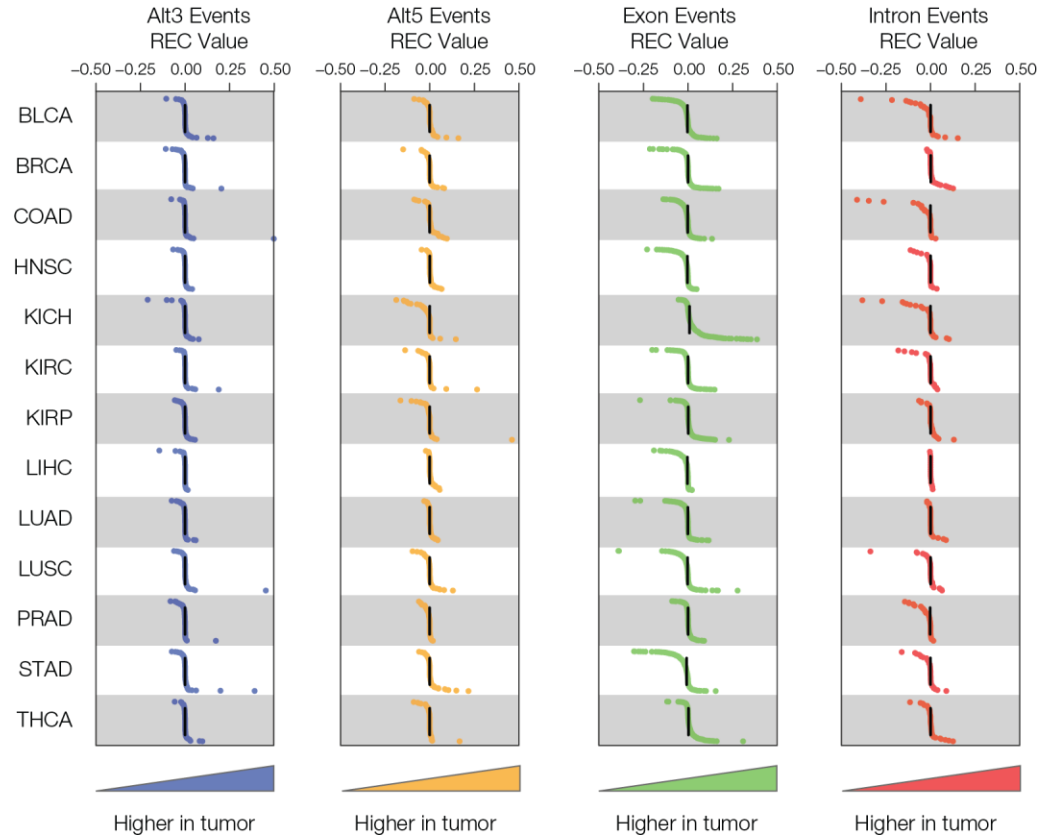 Alt3 Events Alt5 Events Exon Events Intron Events
REC Value REC Value REC Value REC Value
−0.50 −0.25 0.00 0.25 0.50 −0.50 −0.25 0.00 0.25 0.50 −0.50 −0.25 0.00 0.25 0.50 −0.50 −0.25 0.00 0.25 0.50
BLCA
BRCA
COAD
HNSC
KICH
KIRC
KIRP
LIHC
LUAD
LUSC
PRAD
STAD
THCA
Higher in tumor Higher in tumor Higher in tumor Higher in tumor